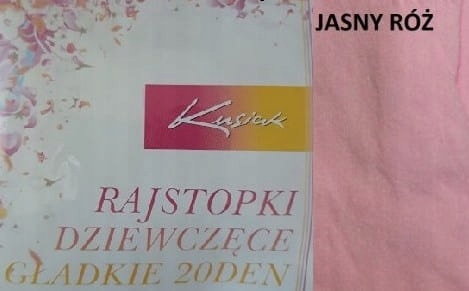 JASNY RÓŻ
Kusiak
RAJSTOPKI
DZIEWCZĘCE
GŁADKIE 20DEN